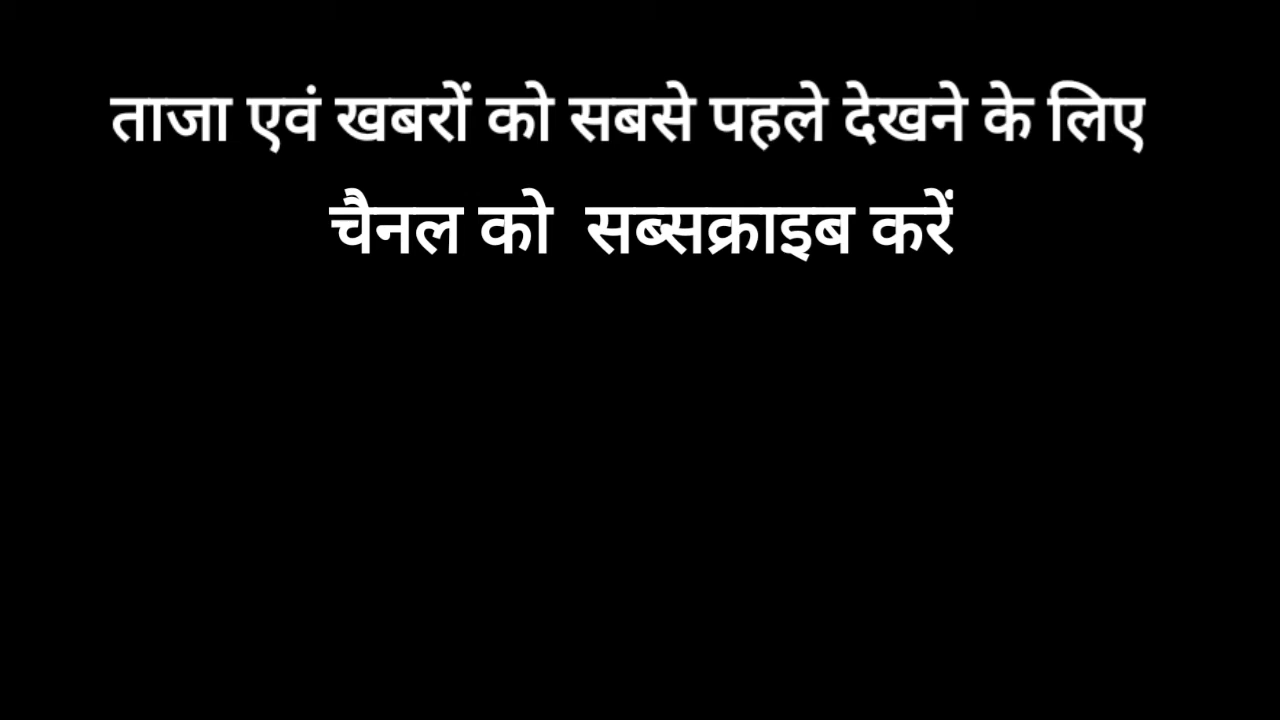 ताजा एवं खबरों को सबसे पहले देखने के लिए
चैनल को सब्सक्राइब करें